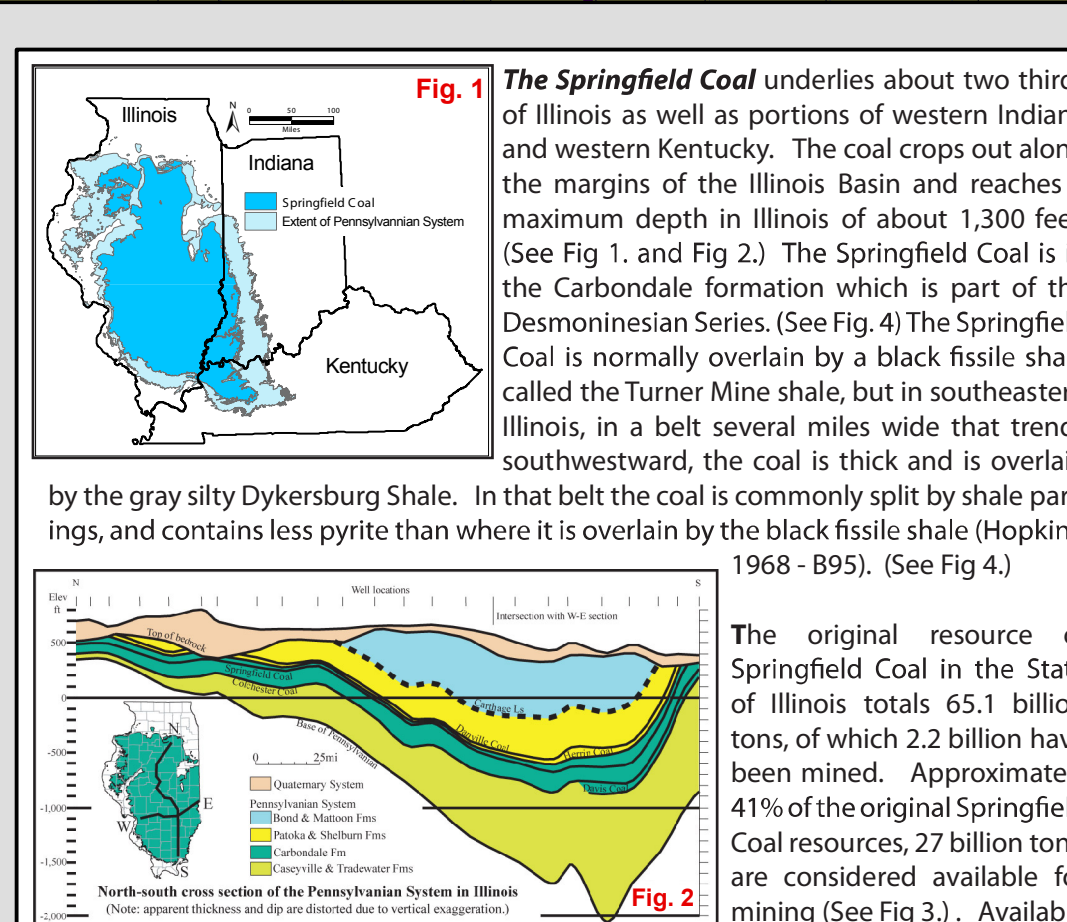 Fig. 1
Illinois
N
0 50 100
Miles
Indiana
Springfield Coal
Extent of Pennsylvannian System
Kentucky
The Springfield Coal underlies about two third
of Illinois as well as portions of western Indian
and western Kentucky. The coal crops out alon
the margins of the Illinois Basin and reaches
maximum depth in Illinois of about 1,300 fee
(See Fig 1. and Fig 2.) The Springfield Coal is
the Carbondale formation which is part of th
Desmoninesian Series. (See Fig. 4) The Springfiel
Coal is normally overlain by a black fissile sha
called the Turner Mine shale, but in southeaster
Illinois, in a belt several miles wide that trend
southwestward, the coal is thick and is overlai
by the gray silty Dykersburg Shale. In that belt the coal is commonly split by shale par
ings, and contains less pyrite than where it is overlain by the black fissile shale (Hopkin
1968 - B95). (See Fig 4.)
The original resource
Springfield Coal in the Stat
of Illinois totals 65.1 billio
tons, of which 2.2 billion hav
been mined. Approximate
41% of the original Springfiel
Coal resources, 27 billion ton
are considered available fo
mining (See Fig 3.) Availab
N
S
Well locations
Elev
ft
Intersection with W-E section
500
0
-500
-1,000
-1,500
-2,000
Top of bedrock
Springfield Coal
Colchester Coal
Base of Pennsylvanian
Carthage Ls
Danville Coal
Herrin Coal
Davis Coal
N
E
W
S
0 25mi
Quaternary System
Pennsylvanian System
Bond & Mattoon Fms
Patoka & Shelburn Fms
Carbondale Fm
Caseyville & Tradewater Fms
North-south cross section of the Pennsylvanian System in Illinois
(Note: apparent thickness and dip are distorted due to vertical exaggeration.)
Fig. 2